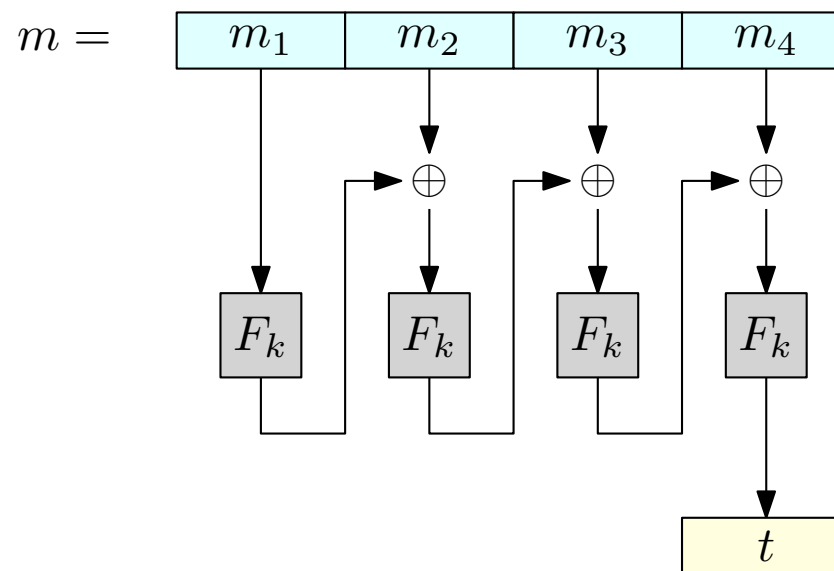 m = m₁ m₂ m₃ m₄
⊕ ⊕ ⊕
Fₖ Fₖ Fₖ Fₖ
t